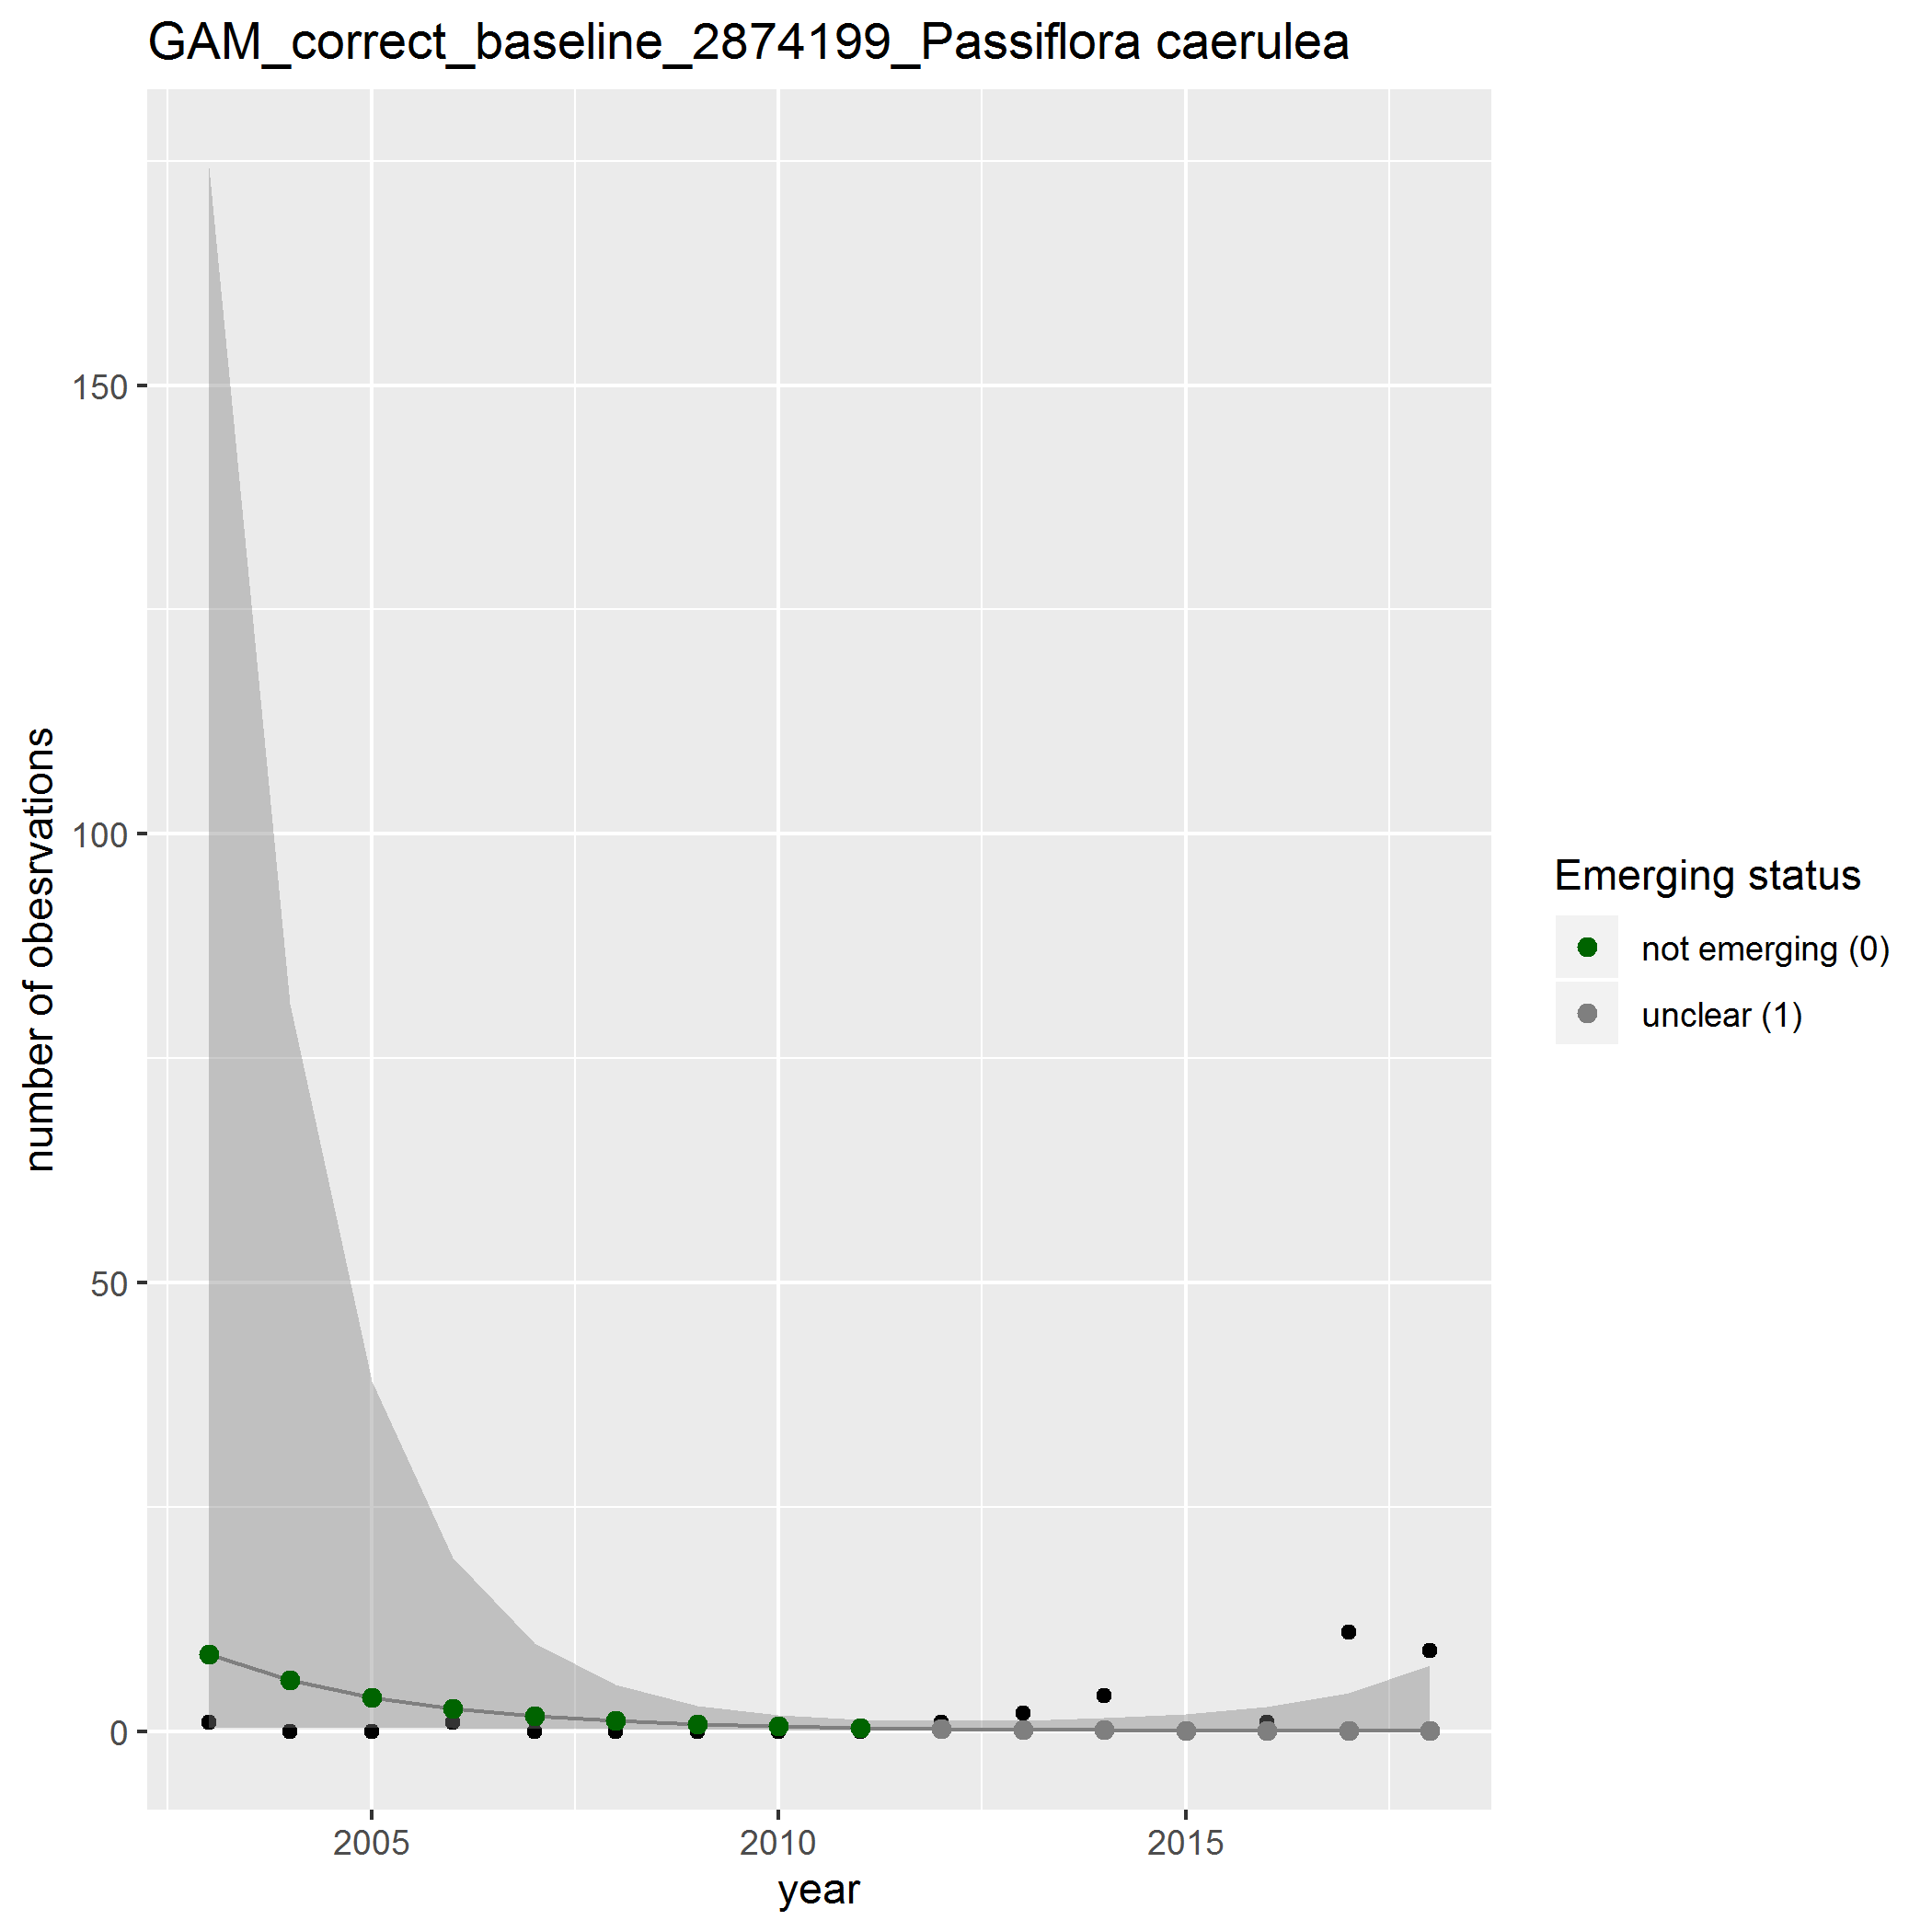 GAM_correct_baseline_2874199_Passiflora caerulea
150
100
50
0
number of obesrvations
2005
2010
2015
year
Emerging status
not emerging (0)
unclear (1)